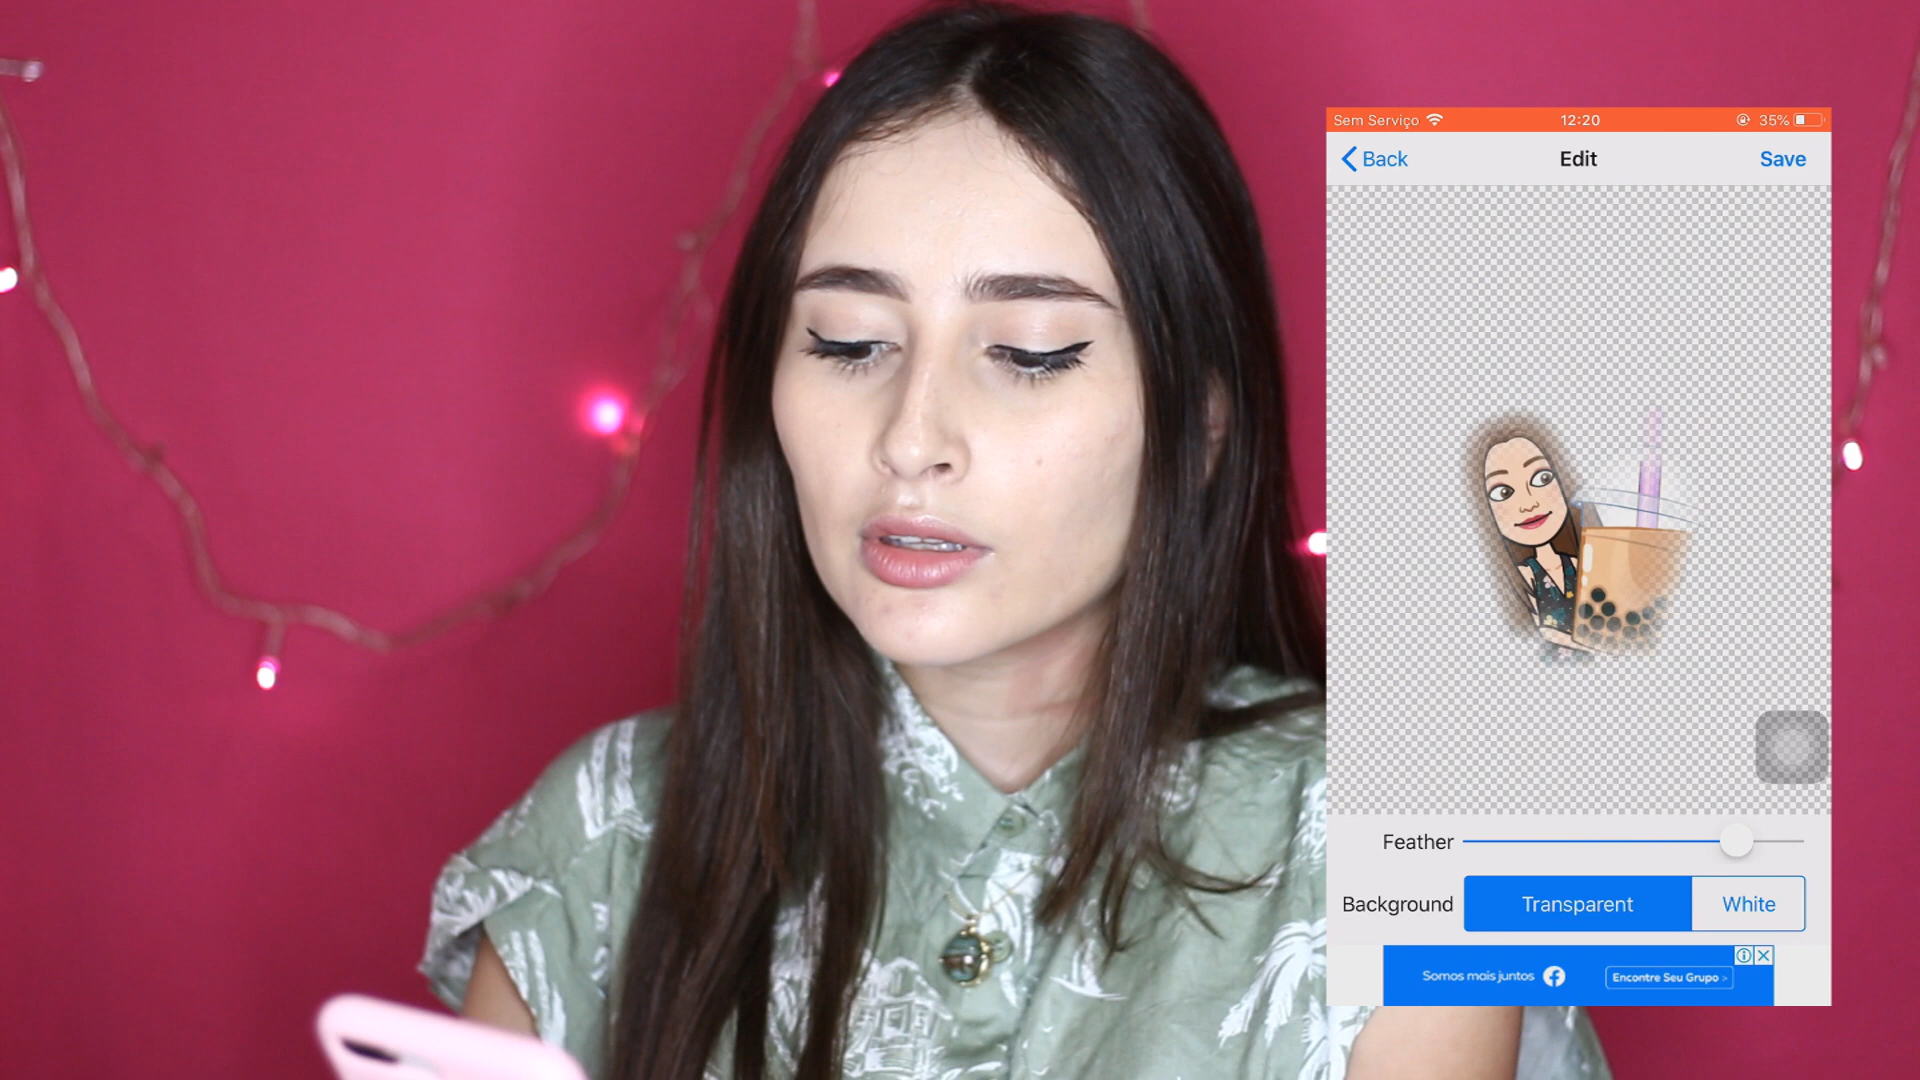 Sem Serviço 12:20 35%
Back Edit Save
Feather
Background Transparent White
Somos mais juntos Encontre Seu Grupo >